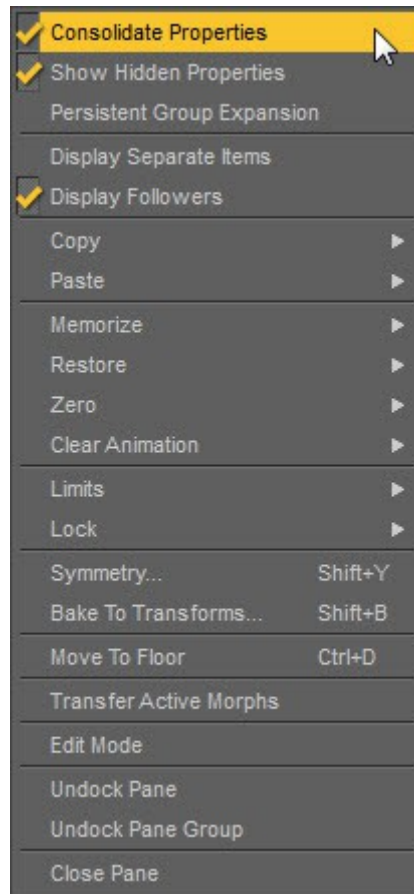 Consolidate Properties
Show Hidden Properties
Persistent Group Expansion
Display Separate Items
Display Followers
Copy
Paste
Memorize
Restore
Zero
Clear Animation
Limits
Lock
Symmetry... Shift+Y
Bake To Transforms... Shift+B
Move To Floor Ctrl+D
Transfer Active Morphs
Edit Mode
Undock Pane
Undock Pane Group
Close Pane